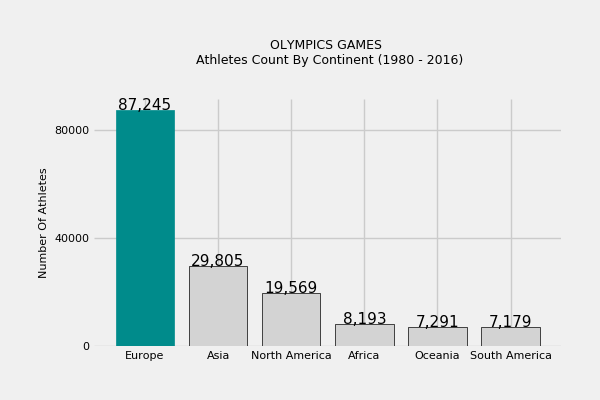 OLYMPICS GAMES
Athletes Count By Continent (1980 - 2016)
Number Of Athletes
80000
40000
0
87,245
29,805
19,569
8,193
7,291
7,179
Europe
Asia
North America
Africa
Oceania
South America